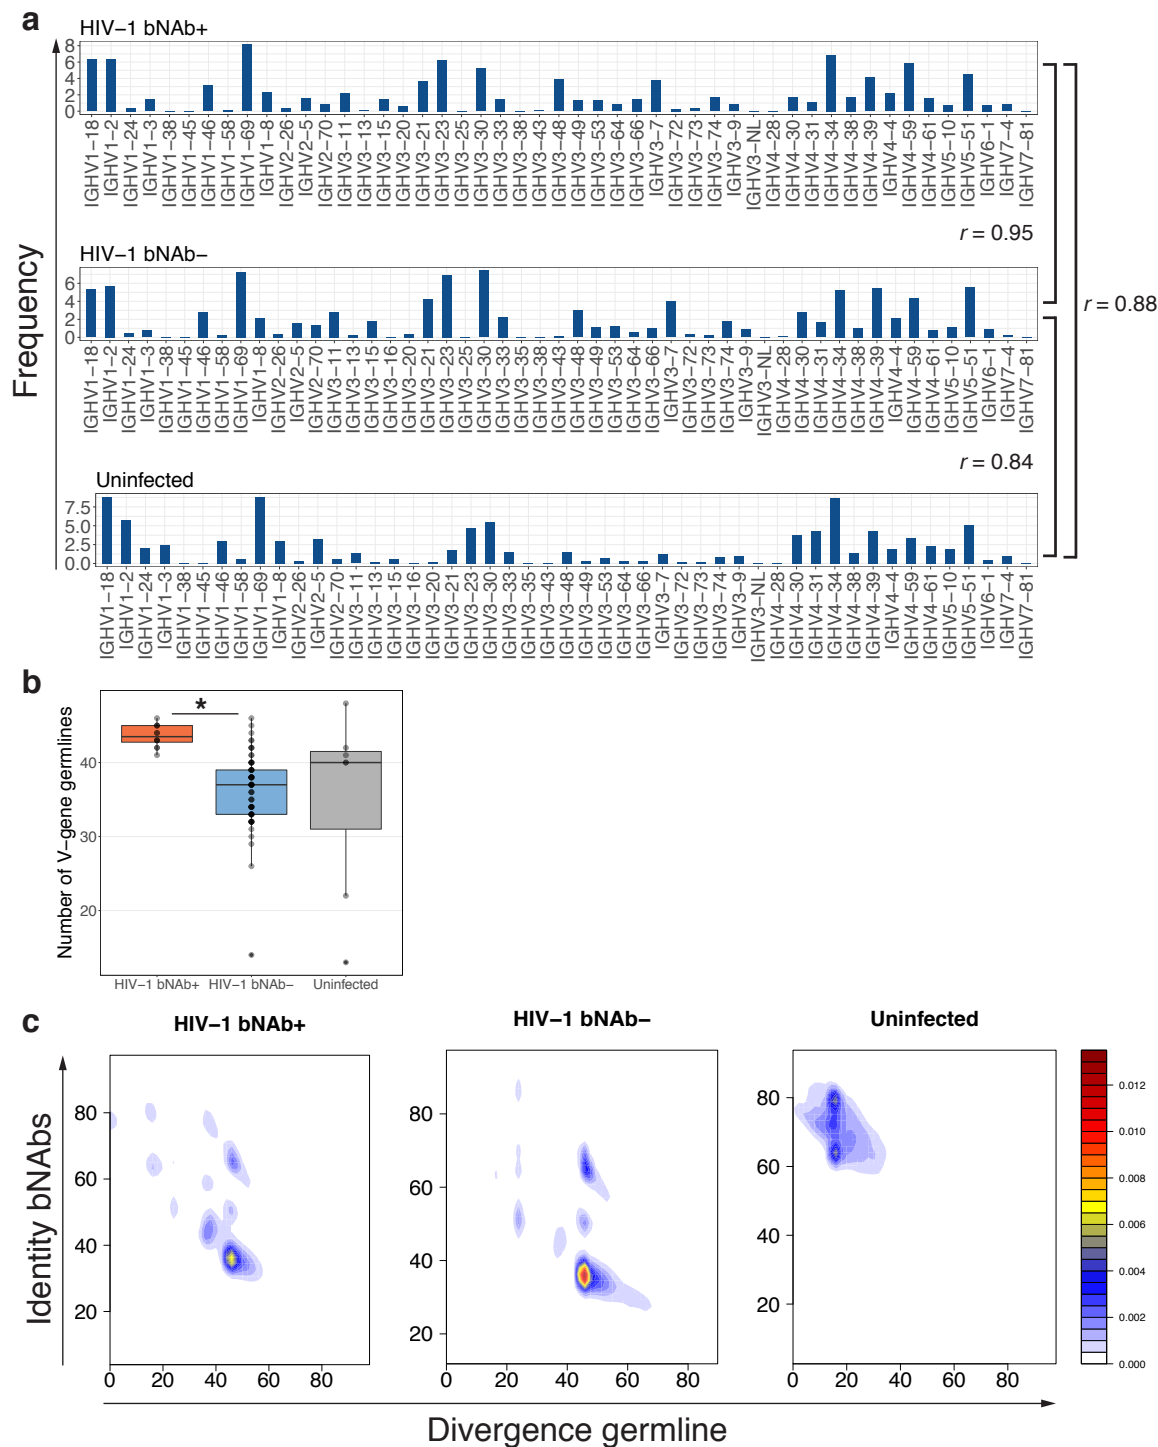 a
HIV−1 bNAb+
8
6
4
2
0
IGHV1−18
IGHV1−2
IGHV1−24
IGHV1−3
IGHV1−38
IGHV1−45
IGHV1−46
IGHV1−58
IGHV1−69
IGHV1−8
IGHV2−26
IGHV2−5
IGHV2−70
IGHV3−11
IGHV3−13
IGHV3−15
IGHV3−20
IGHV3−21
IGHV3−23
IGHV3−25
IGHV3−30
IGHV3−33
IGHV3−38
IGHV3−43
IGHV3−48
IGHV3−49
IGHV3−53
IGHV3−64
IGHV3−66
IGHV3−7
IGHV3−72
IGHV3−73
IGHV3−74
IGHV3−9
IGHV3−NL
IGHV4−28
IGHV4−30
IGHV4−31
IGHV4−34
IGHV4−38
IGHV4−39
IGHV4−4
IGHV4−59
IGHV4−61
IGHV5−10
IGHV5−51
IGHV6−1
IGHV7−4
IGHV7−81
r = 0.95
HIV−1 bNAb−
6
4
2
0
IGHV1−18
IGHV1−2
IGHV1−24
IGHV1−3
IGHV1−38
IGHV1−45
IGHV1−46
IGHV1−58
IGHV1−69
IGHV1−8
IGHV2−26
IGHV2−5
IGHV2−70
IGHV3−11
IGHV3−13
IGHV3−15
IGHV3−16
IGHV3−20
IGHV3−21
IGHV3−23
IGHV3−25
IGHV3−30
IGHV3−33
IGHV3−35
IGHV3−38
IGHV3−43
IGHV3−48
IGHV3−49
IGHV3−53
IGHV3−64
IGHV3−66
IGHV3−7
IGHV3−72
IGHV3−73
IGHV3−74
IGHV3−9
IGHV3−NL
IGHV4−28
IGHV4−30
IGHV4−31
IGHV4−34
IGHV4−38
IGHV4−39
IGHV4−4
IGHV4−59
IGHV4−61
IGHV5−10
IGHV5−51
IGHV6−1
IGHV7−4
IGHV7−81
r = 0.88
Frequency
r = 0.84
Uninfected
7.5
5.0
2.5
0.0
IGHV1−18
IGHV1−2
IGHV1−24
IGHV1−3
IGHV1−38
IGHV1−45
IGHV1−46
IGHV1−58
IGHV1−69
IGHV1−8
IGHV2−26
IGHV2−5
IGHV2−70
IGHV3−11
IGHV3−13
IGHV3−15
IGHV3−16
IGHV3−20
IGHV3−21
IGHV3−23
IGHV3−30
IGHV3−33
IGHV3−35
IGHV3−43
IGHV3−48
IGHV3−49
IGHV3−53
IGHV3−64
IGHV3−66
IGHV3−7
IGHV3−72
IGHV3−73
IGHV3−74
IGHV3−9
IGHV3−NL
IGHV4−28
IGHV4−30
IGHV4−31
IGHV4−34
IGHV4−38
IGHV4−39
IGHV4−4
IGHV4−59
IGHV4−61
IGHV5−10
IGHV5−51
IGHV6−1
IGHV7−4
IGHV7−81
b
Number of V−gene germlines
40
30
20
*
HIV−1 bNAb+ HIV−1 bNAb− Uninfected
c
HIV−1 bNAb+
HIV−1 bNAb−
Uninfected
Identity bNAbs
80
60
40
20
0 20 40 60 80
80
60
40
20
0 20 40 60 80
80
60
40
20
0 20 40 60 80
0.012
0.010
0.008
0.006
0.004
0.002
0.000
Divergence germline